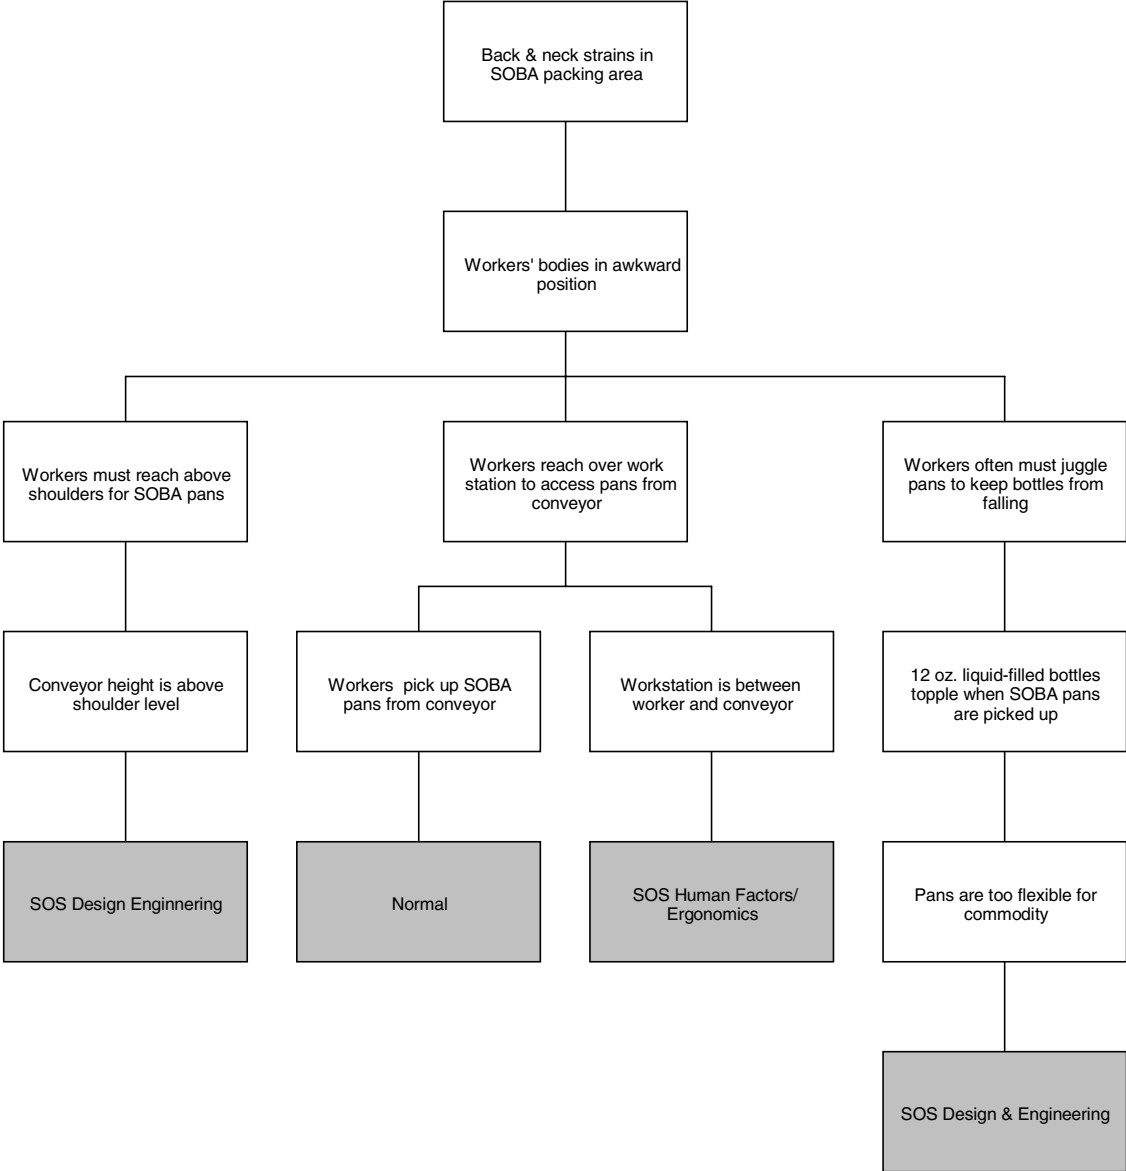 Back & neck strains in
SOBA packing area
Workers' bodies in awkward
position
Workers must reach above
shoulders for SOBA pans
Workers reach over work
station to access pans from
conveyor
Workers often must juggle
pans to keep bottles from
falling
Conveyor height is above
shoulder level
Workers pick up SOBA
pans from conveyor
Workstation is between
worker and conveyor
12 oz. liquid-filled bottles
topple when SOBA pans
are picked up
SOS Design Enginnering
Normal
SOS Human Factors/
Ergonomics
Pans are too flexible for
commodity
SOS Design & Engineering